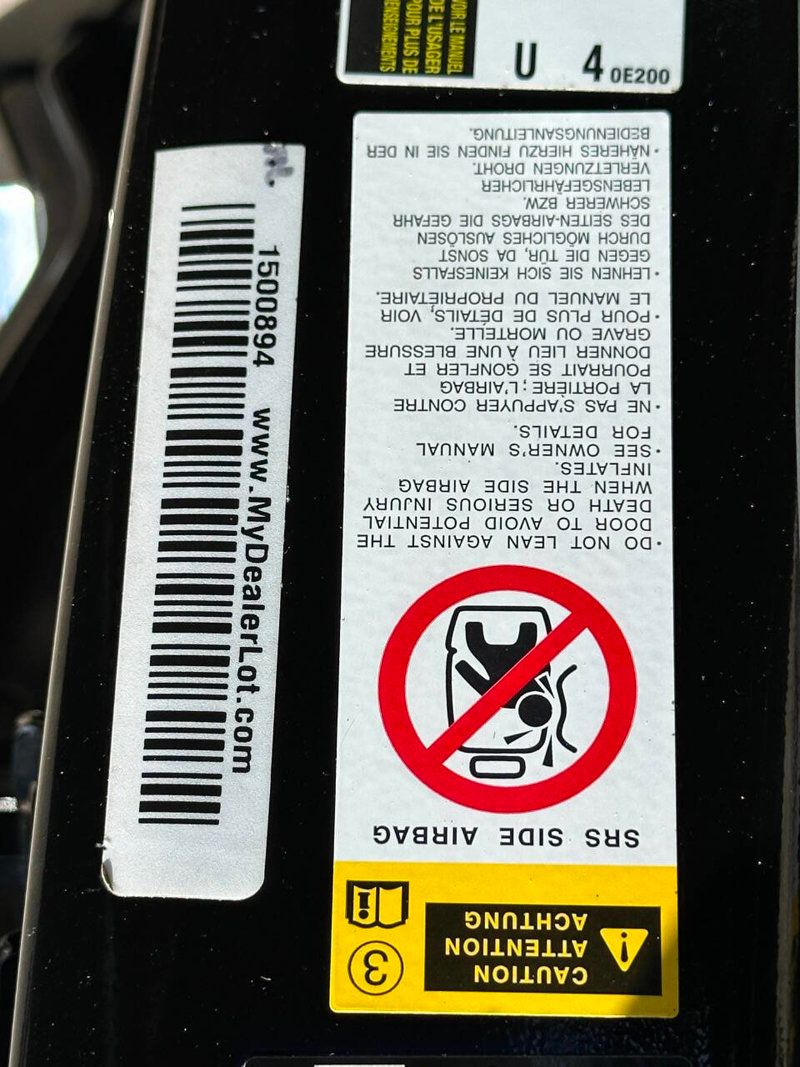 VOIR LE MANUEL
DE L'USAGER
POUR PLUS DE
RENSEIGNEMENTS
U 4 0E200
CAUTION
ATTENTION
ACHTUNG
3
SRS SIDE AIRBAG
• DO NOT LEAN AGAINST THE
DOOR TO AVOID POTENTIAL
DEATH OR SERIOUS INJURY
WHEN THE SIDE AIRBAG
INFLATES.
• SEE OWNER'S MANUAL
FOR DETAILS.
• NE PAS S'APPUYER CONTRE
LA PORTIÈRE; L'AIRBAG
POURRAIT SE GONFLER ET
DONNER LIEU À UNE BLESSURE
GRAVE OU MORTELLE.
• POUR PLUS DE DÉTAILS, VOIR
LE MANUEL DU PROPRIÉTAIRE.
• LEHNEN SIE SICH KEINESFALLS
GEGEN DIE TÜR, DA SONST
DURCH MÖGLICHES AUSLÖSEN
DES SEITEN-AIRBAGS DIE GEFAHR
SCHWERER BZW.
LEBENSGEFÄHRLICHER
VERLETZUNGEN DROHT.
• NÄHERES HIERZU FINDEN SIE IN DER
BEDIENUNGSANLEITUNG.
1500894 www.MyDealerLot.com